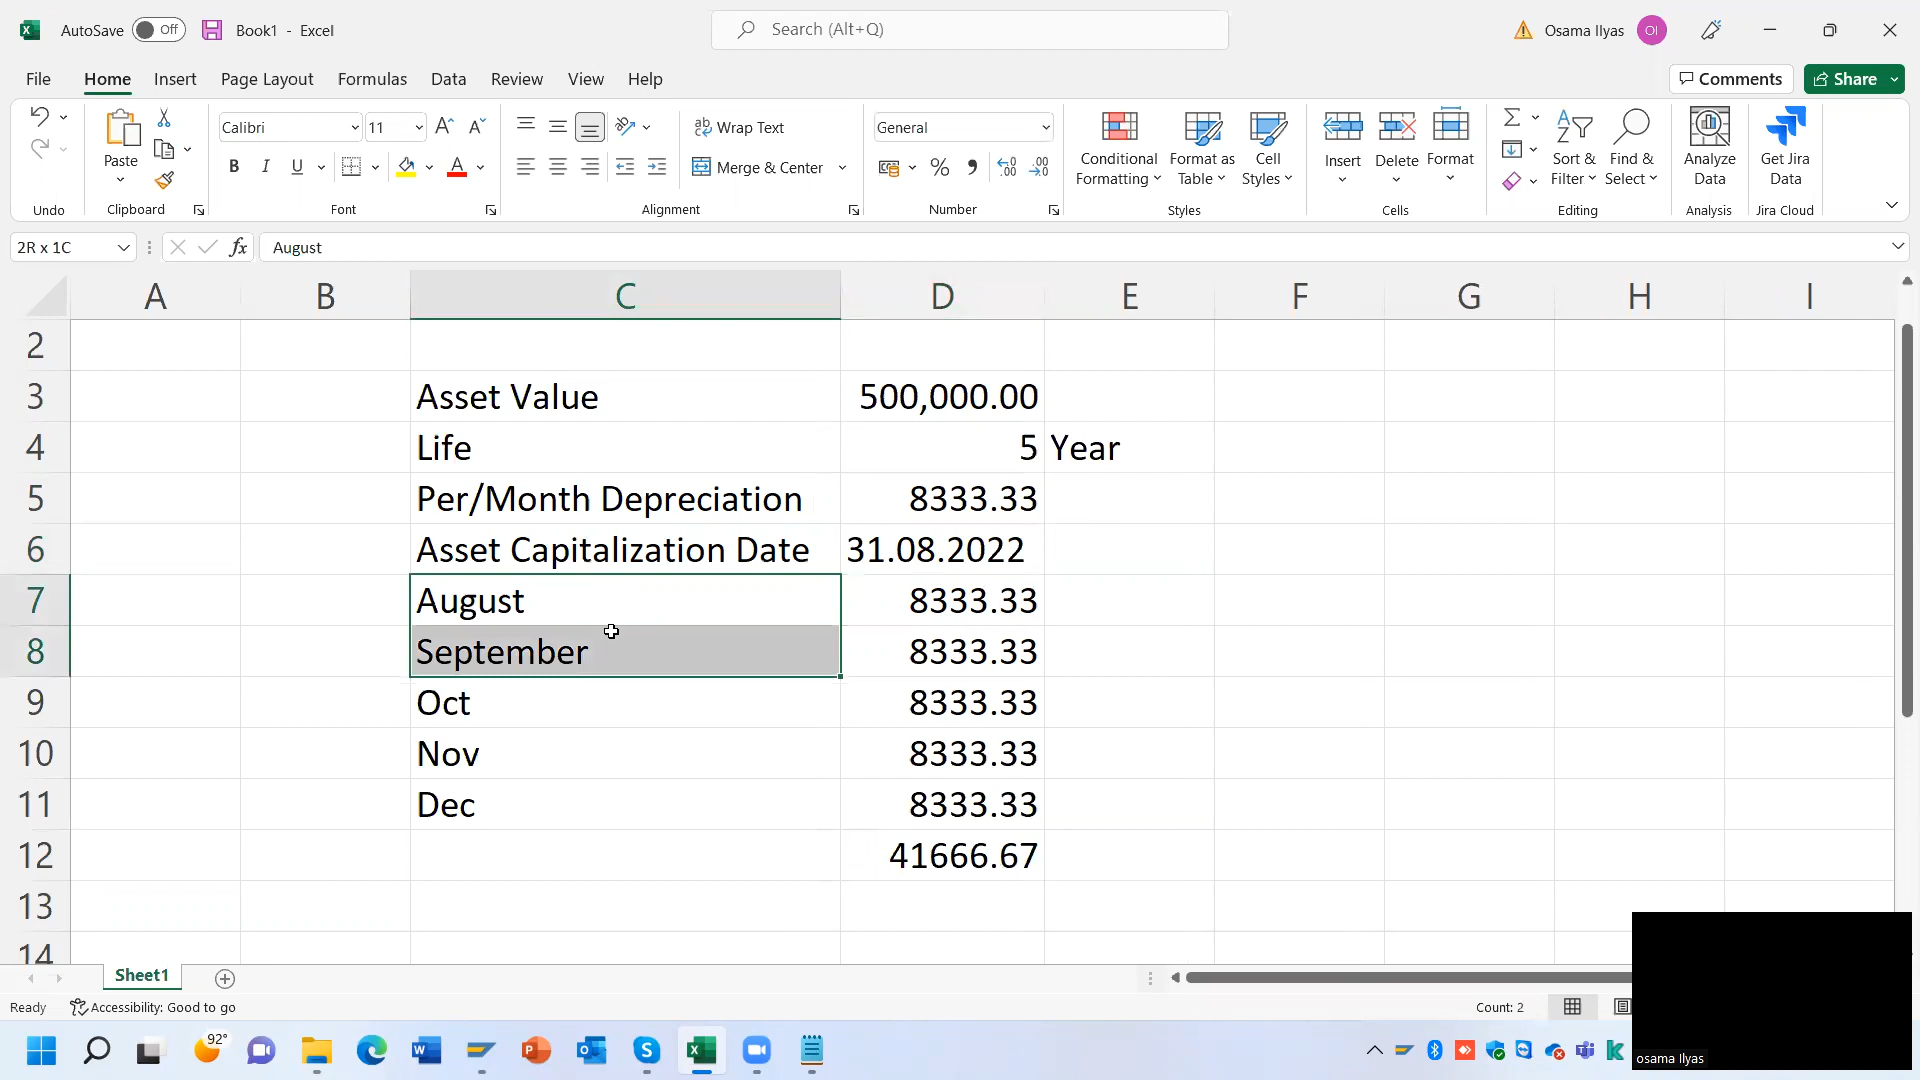 AutoSave Off Book1 - Excel Search (Alt+Q) Osama Ilyas OI
File Home Insert Page Layout Formulas Data Review View Help Comments Share
Calibri 11 Wrap Text General
Paste B I U A Merge & Center % Conditional Formatting Format as Table Cell Styles Insert Delete Format Sort & Filter Find & Select Analyze Data Get Jira Data
Undo Clipboard Font Alignment Number Styles Cells Editing Analysis Jira Cloud
2R x 1C fx August
A B C D E F G H I
2
3 Asset Value 500,000.00
4 Life 5 Year
5 Per/Month Depreciation 8333.33
6 Asset Capitalization Date 31.08.2022
7 August 8333.33
8 September 8333.33
9 Oct 8333.33
10 Nov 8333.33
11 Dec 8333.33
12 41666.67
13
14
Sheet1
Ready Accessibility: Good to go Count: 2
92°
osama Ilyas